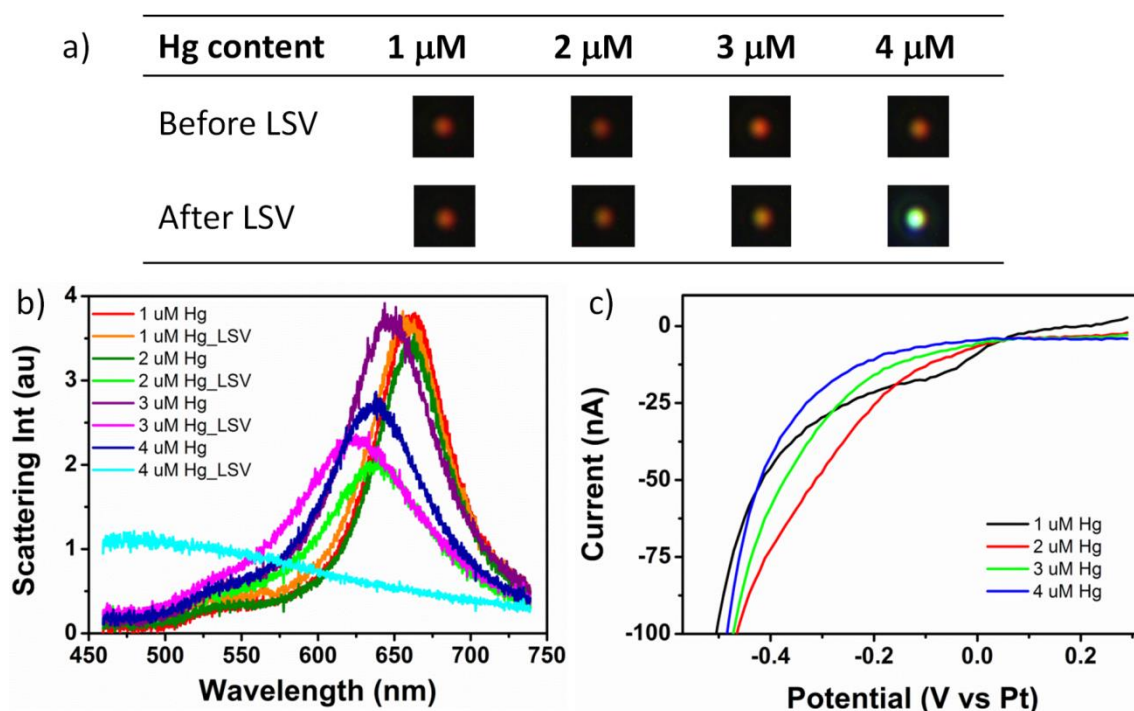 a)
Hg content 1 μM 2 μM 3 μM 4 μM
Before LSV
After LSV
b)
4
3
2
1
0
Scattering Int (au)
1 uM Hg
1 uM Hg_LSV
2 uM Hg
2 uM Hg_LSV
3 uM Hg
3 uM Hg_LSV
4 uM Hg
4 uM Hg_LSV
450 500 550 600 650 700 750
Wavelength (nm)
c)
0
-25
-50
-75
-100
Current (nA)
1 uM Hg
2 uM Hg
3 uM Hg
4 uM Hg
-0.4 -0.2 0.0 0.2
Potential (V vs Pt)